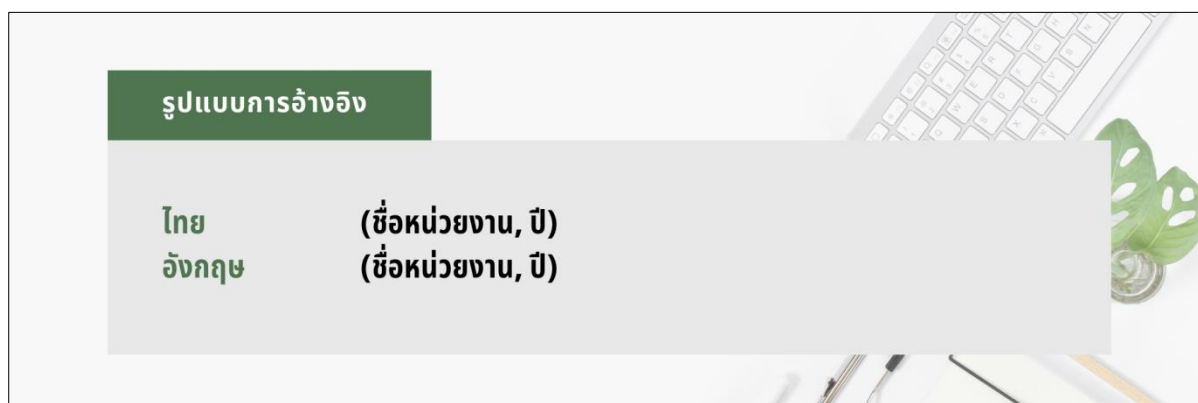 รูปแบบการอ้างอิง
ไทย (ชื่อหน่วยงาน, ปี)
อังกฤษ (ชื่อหน่วยงาน, ปี)